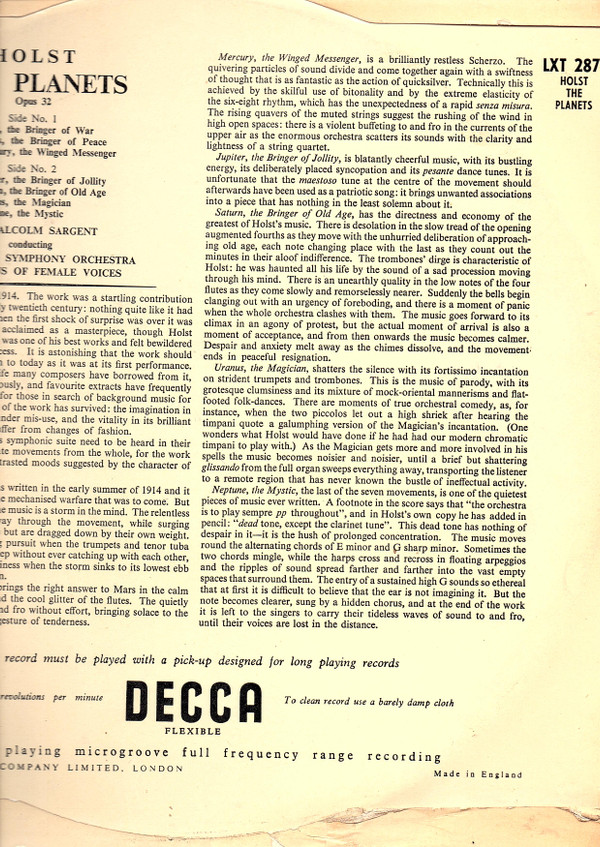 HOLST
PLANETS
Opus 32
Side No. 1
the Bringer of War
the Bringer of Peace
the Winged Messenger
Side No. 2
the Bringer of Jollity
the Bringer of Old Age
the Magician
the Mystic
MALCOLM SARGENT
conducting
SYMPHONY ORCHESTRA
OF FEMALE VOICES
1914. The work was a startling contribution
twentieth century: nothing quite like it had
the first shock of surprise was over it was
acclaimed as a masterpiece, though Holst
was one of his best works and felt bewildered
It is astonishing that the work should
to today as it was at its first performance.
many composers have borrowed from it,
and favourite extracts have frequently
for those in search of background music for
of the work has survived: the imagination in
mis-use, and the vitality in its brilliant
from changes of fashion.
symphonic suite need to be heard in their
movements from the whole, for the work
moods suggested by the character of
written in the early summer of 1914 and it
mechanised warfare that was to come. But
music is a storm in the mind. The relentless
through the movement, while surging
but are dragged down by their own weight.
pursuit when the trumpets and tenor tuba
without ever catching up with each other,
when the storm sinks to its lowest ebb
brings the right answer to Mars in the calm
the cool glitter of the flutes. The quietly
fro without effort, bringing solace to the
gesture of tenderness.
Mercury, the Winged Messenger, is a brilliantly restless Scherzo. The
quivering particles of sound divide and come together again with a swiftness
of thought that is as fantastic as the action of quicksilver. Technically this is
achieved by the skilful use of bitonality and by the extreme elasticity of
the six-eight rhythm, which has the unexpectedness of a rapid senza misura.
The rising quavers of the muted strings suggest the rushing of the wind in
high open spaces: there is a violent buffeting to and fro in the currents of the
upper air as the enormous orchestra scatters its sounds with the clarity and
lightness of a string quartet.
Jupiter, the Bringer of Jollity, is blatantly cheerful music, with its bustling
energy, its deliberately placed syncopation and its pesante dance tunes. It is
unfortunate that the maestoso tune at the centre of the movement should
afterwards have been used as a patriotic song: it brings unwanted associations
into a piece that has nothing in the least solemn about it.
Saturn, the Bringer of Old Age, has the directness and economy of the
greatest of Holst's music. There is desolation in the slow tread of the opening
augmented fourths as they move with the unhurried deliberation of approach-
ing old age, each note changing place with the last as they count out the
minutes in their aloof indifference. The trombones' dirge is characteristic of
Holst: he was haunted all his life by the sound of a sad procession moving
through his mind. There is an unearthly quality in the low notes of the four
flutes as they come slowly and remorselessly nearer. Suddenly the bells begin
clanging out with an urgency of foreboding, and there is a moment of panic
when the whole orchestra clashes with them. The music goes forward to its
climax in an agony of protest, but the actual moment of arrival is also a
moment of acceptance, and from then onwards the music becomes calmer.
Despair and anxiety melt away as the chimes dissolve, and the movement
ends in peaceful resignation.
Uranus, the Magician, shatters the silence with its fortissimo incantation
on strident trumpets and trombones. This is the music of parody, with its
grotesque clumsiness and its mixture of mock-oriental mannerisms and flat-
footed folk-dances. There are moments of true orchestral comedy, as, for
instance, when the two piccolos let out a high shriek after hearing the
timpani quote a galumphing version of the Magician's incantation. (One
wonders what Holst would have done if he had had our modern chromatic
timpani to play with.) As the Magician gets more and more involved in his
spells the music becomes noisier and noisier, until a brief but shattering
glissando from the full organ sweeps everything away, transporting the listener
to a remote region that has never known the bustle of ineffectual activity.
Neptune, the Mystic, the last of the seven movements, is one of the quietest
pieces of music ever written. A footnote in the score says that "the orchestra
is to play sempre pp throughout", and in Holst's own copy he has added in
pencil: "dead tone, except the clarinet tune". This dead tone has nothing of
despair in it—it is the hush of prolonged concentration. The music moves
round the alternating chords of E minor and G sharp minor. Sometimes the
two chords mingle, while the harps cross and recross in floating arpeggios
and the ripples of sound spread farther and farther into the vast empty
spaces that surround them. The entry of a sustained high G sounds so ethereal
that at first it is difficult to believe that the ear is not imagining it. But the
note becomes clearer, sung by a hidden chorus, and at the end of the work
it is left to the singers to carry their tideless waves of sound to and fro,
until their voices are lost in the distance.
LXT 287
HOLST
THE
PLANETS
record must be played with a pick-up designed for long playing records
revolutions per minute
DECCA
FLEXIBLE
To clean record use a barely damp cloth
playing microgroove full frequency range recording
COMPANY LIMITED, LONDON
Made in England